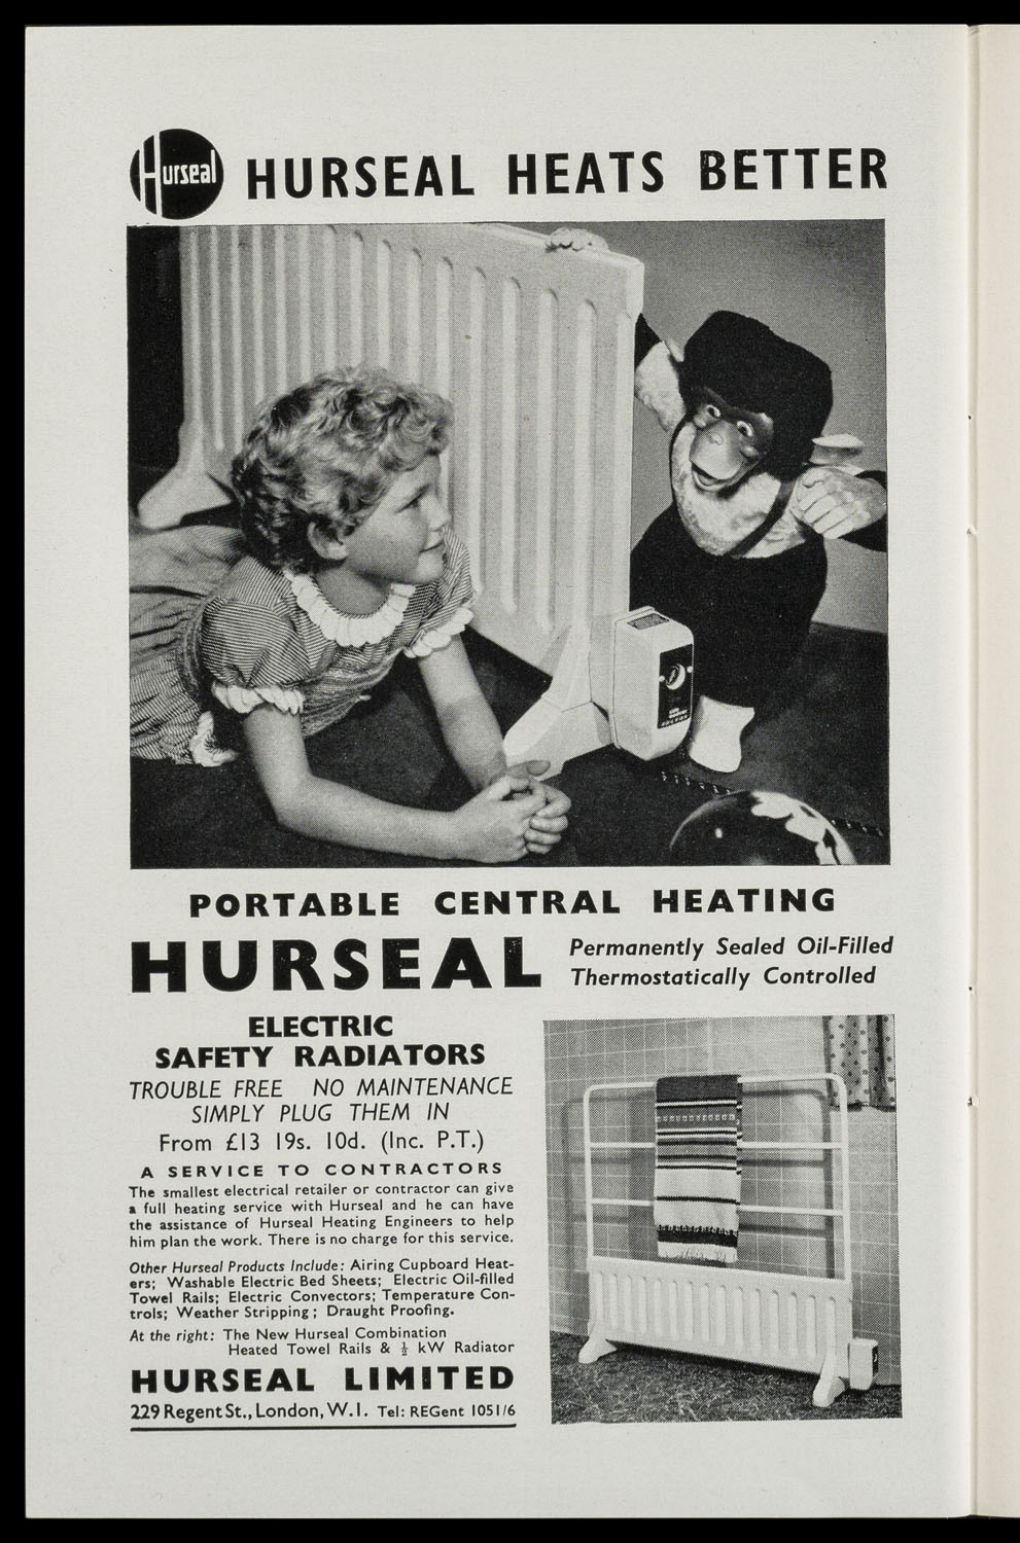 Hurseal
HURSEAL HEATS BETTER
PORTABLE CENTRAL HEATING
HURSEAL
Permanently Sealed Oil-Filled
Thermostatically Controlled
ELECTRIC
SAFETY RADIATORS
TROUBLE FREE NO MAINTENANCE
SIMPLY PLUG THEM IN
From £13 19s. 10d. (Inc. P.T.)
A SERVICE TO CONTRACTORS
The smallest electrical retailer or contractor can give
a full heating service with Hurseal and he can have
the assistance of Hurseal Heating Engineers to help
him plan the work. There is no charge for this service.
Other Hurseal Products Include: Airing Cupboard Heat-
ers; Washable Electric Bed Sheets; Electric Oil-filled
Towel Rails; Electric Convectors; Temperature Con-
trols; Weather Stripping; Draught Proofing.
At the right: The New Hurseal Combination
Heated Towel Rails & ½ kW Radiator
HURSEAL LIMITED
229 Regent St., London, W.1. Tel: REGent 1051/6